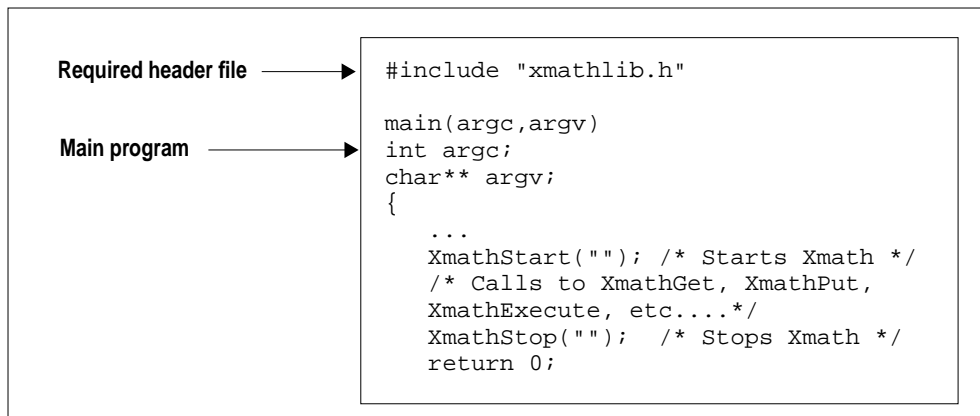 Required header file
#include "xmathlib.h"
Main program
main(argc,argv)
int argc;
char** argv;
{
...
XmathStart(""); /* Starts Xmath */
/* Calls to XmathGet, XmathPut,
XmathExecute, etc....*/
XmathStop("");  /* Stops Xmath */
return 0;